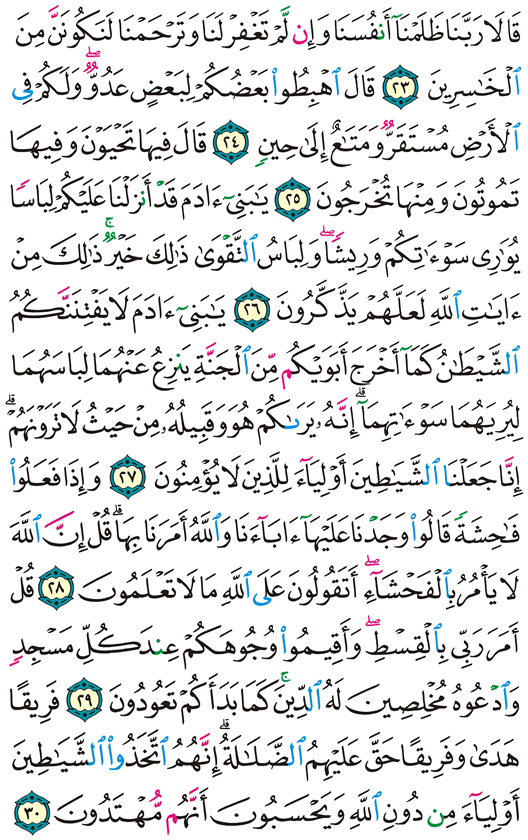 قَالَا رَبَّنَا ظَلَمْنَآ أَنفُسَنَا وَإِن لَّمْ تَغْفِرْ لَنَا وَتَرْحَمْنَا لَنَكُونَنَّ مِنَ
ٱلْخَٰسِرِينَ ٢٣ قَالَ ٱهْبِطُوا۟ بَعْضُكُمْ لِبَعْضٍ عَدُوٌّۖ وَلَكُمْ فِى
ٱلْأَرْضِ مُسْتَقَرٌّ وَمَتَٰعٌ إِلَىٰ حِينٍ ٢٤ قَالَ فِيهَا تَحْيَوْنَ وَفِيهَا
تَمُوتُونَ وَمِنْهَا تُخْرَجُونَ ٢٥ يَٰبَنِىٓ ءَادَمَ قَدْ أَنزَلْنَا عَلَيْكُمْ لِبَاسًا
يُوَٰرِى سَوْءَٰتِكُمْ وَرِيشًاۖ وَلِبَاسُ ٱلتَّقْوَىٰ ذَٰلِكَ خَيْرٌۚ ذَٰلِكَ مِنْ
ءَايَٰتِ ٱللَّهِ لَعَلَّهُمْ يَذَّكَّرُونَ ٢٦ يَٰبَنِىٓ ءَادَمَ لَا يَفْتِنَنَّكُمُ
ٱلشَّيْطَٰنُ كَمَآ أَخْرَجَ أَبَوَيْكُم مِّنَ ٱلْجَنَّةِ يَنزِعُ عَنْهُمَا لِبَاسَهُمَا
لِيُرِيَهُمَا سَوْءَٰتِهِمَآۗ إِنَّهُۥ يَرَىٰكُمْ هُوَ وَقَبِيلُهُۥ مِنْ حَيْثُ لَا تَرَوْنَهُمْۗ
إِنَّا جَعَلْنَا ٱلشَّيَٰطِينَ أَوْلِيَآءَ لِلَّذِينَ لَا يُؤْمِنُونَ ٢٧ وَإِذَا فَعَلُوا۟
فَٰحِشَةً قَالُوا۟ وَجَدْنَا عَلَيْهَآ ءَابَآءَنَا وَٱللَّهُ أَمَرَنَا بِهَاۗ قُلْ إِنَّ ٱللَّهَ
لَا يَأْمُرُ بِٱلْفَحْشَآءِۖ أَتَقُولُونَ عَلَى ٱللَّهِ مَا لَا تَعْلَمُونَ ٢٨ قُلْ
أَمَرَ رَبِّى بِٱلْقِسْطِۖ وَأَقِيمُوا۟ وُجُوهَكُمْ عِندَ كُلِّ مَسْجِدٍ
وَٱدْعُوهُ مُخْلِصِينَ لَهُ ٱلدِّينَۚ كَمَا بَدَأَكُمْ تَعُودُونَ ٢٩ فَرِيقًا
هَدَىٰ وَفَرِيقًا حَقَّ عَلَيْهِمُ ٱلضَّلَٰلَةُۗ إِنَّهُمُ ٱتَّخَذُوا۟ ٱلشَّيَٰطِينَ
أَوْلِيَآءَ مِن دُونِ ٱللَّهِ وَيَحْسَبُونَ أَنَّهُم مُّهْتَدُونَ ٣٠